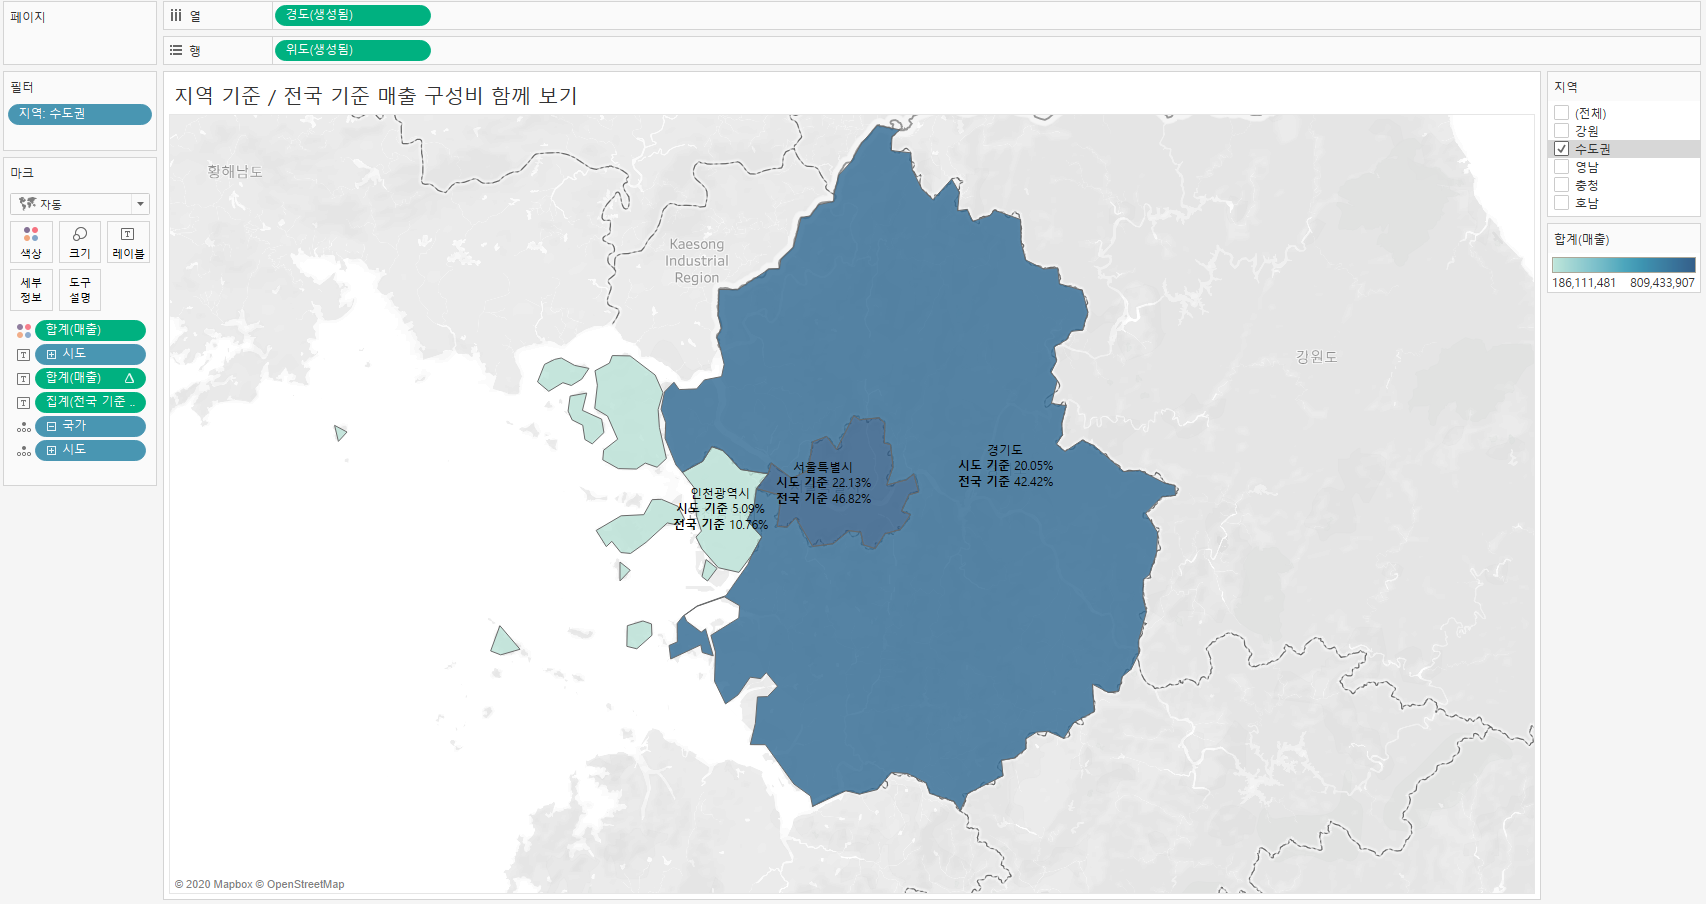 페이지
열
경도(생성됨)
행
위도(생성됨)
필터
지역: 수도권
마크
자동
색상
크기
레이블
세부
정보
도구
설명
합계(매출)
시도
합계(매출)
집계(전국 기준 ..
국가
시도
지역 기준 / 전국 기준 매출 구성비 함께 보기
황해남도
Kaesong
Industrial
Region
강원도
경기도
시도 기준 20.05%
전국 기준 42.42%
서울특별시
시도 기준 22.13%
전국 기준 46.82%
인천광역시
시도 기준 5.09%
전국 기준 10.76%
© 2020 Mapbox © OpenStreetMap
지역
(전체)
강원
수도권
영남
충청
호남
합계(매출)
186,111,481 809,433,907